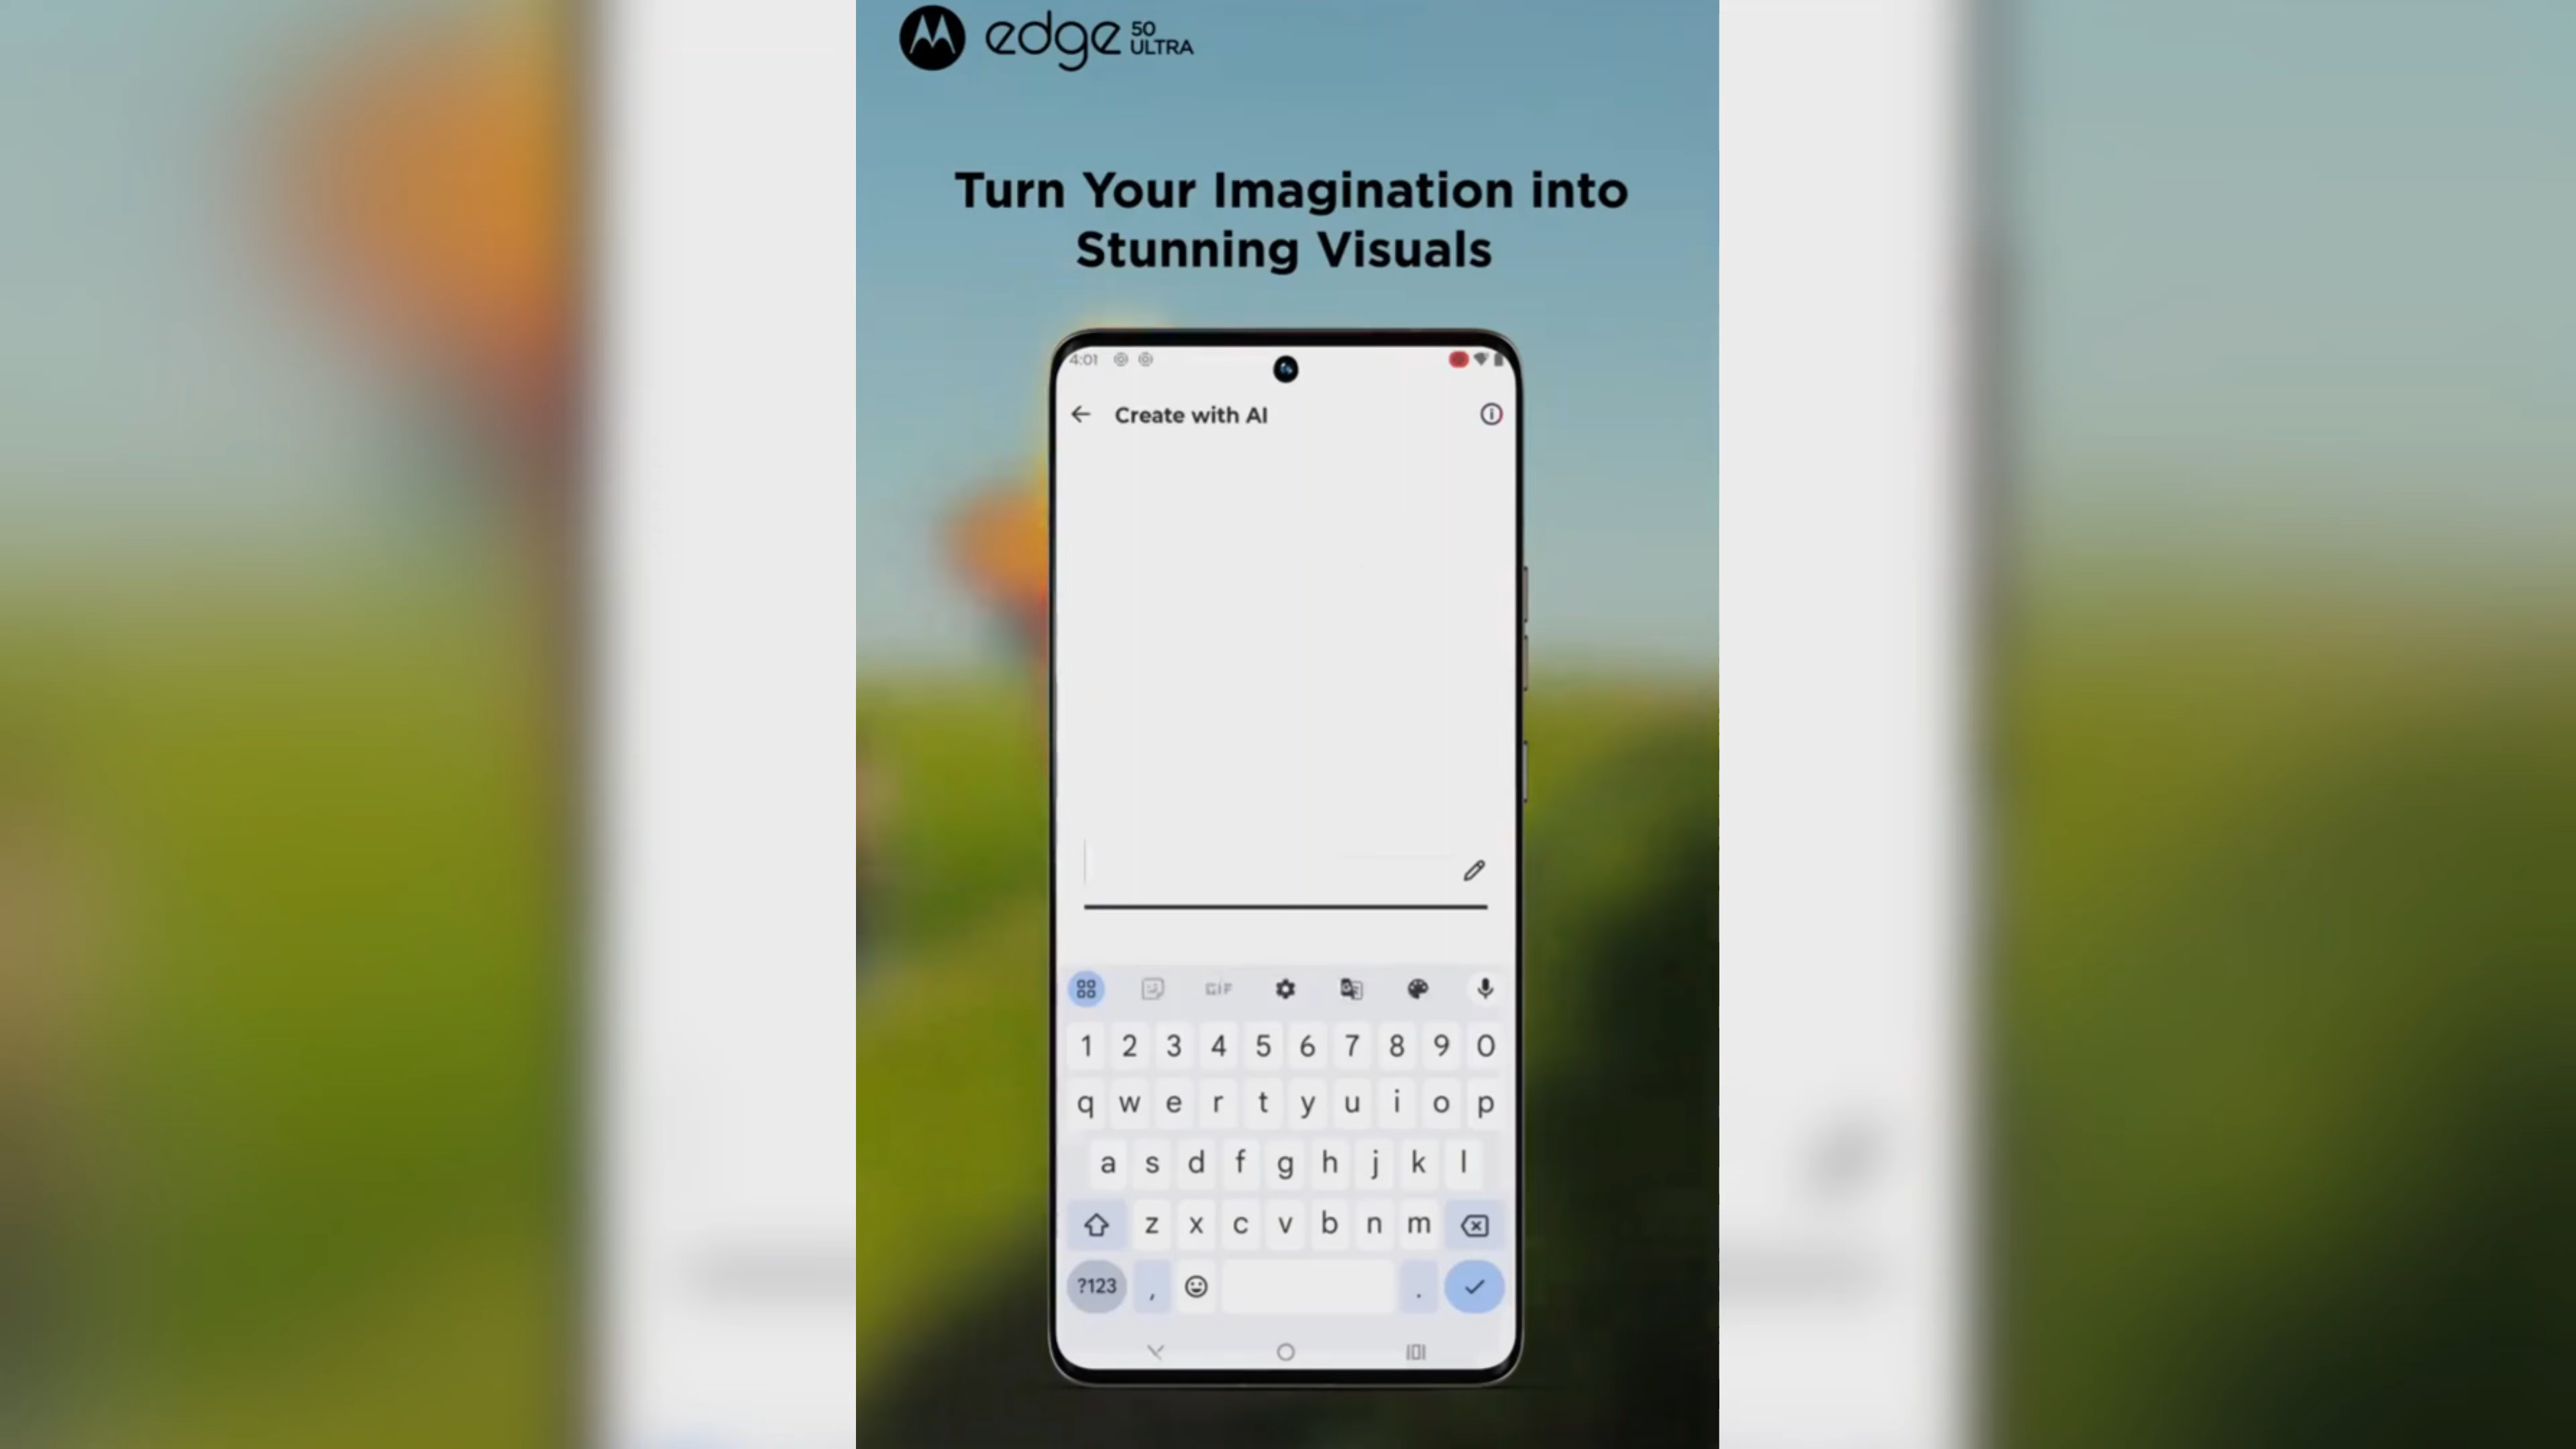 edge 50 ULTRA
Turn Your Imagination into
Stunning Visuals
4:01
Create with AI
GIF
1 2 3 4 5 6 7 8 9 0
q w e r t y u i o p
a s d f g h j k l
z x c v b n m
?123 , .